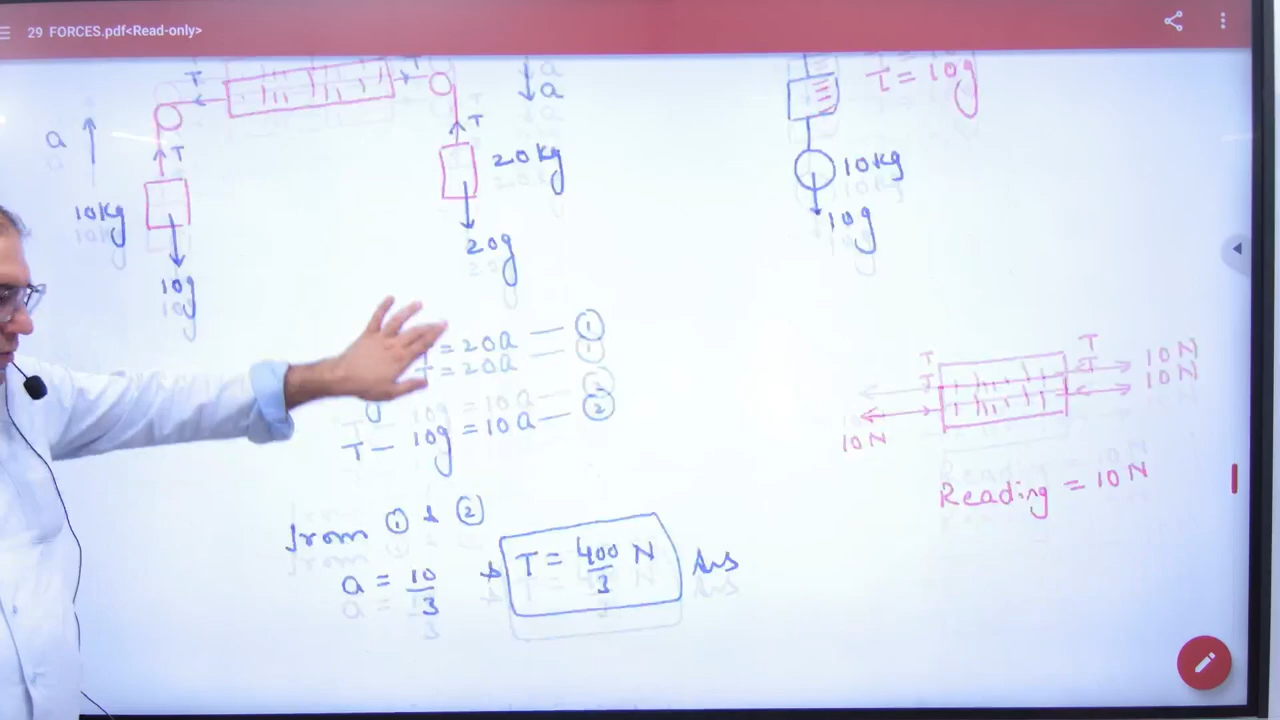 29 FORCES.pdf<Read-only>
T T
a
T
10kg
10g
a
T
20kg
20g
T = 10g
10kg
10g
T = 20a — ①
T – 10g = 10a — ②
from ① & ②
a = 10/3 & T = 400/3 N Ans
T T
10 N
10 N
Reading = 10 N